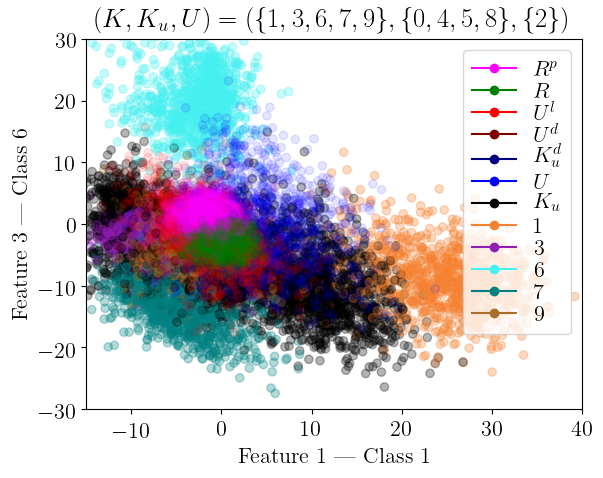 (K, K_u, U) = ({1, 3, 6, 7, 9}, {0, 4, 5, 8}, {2})
30
20
10
0
−10
−20
−30
Feature 3 — Class 6
R^p
R
U^l
U^d
K_u^d
U
K_u
1
3
6
7
9
−10
0
10
20
30
40
Feature 1 — Class 1